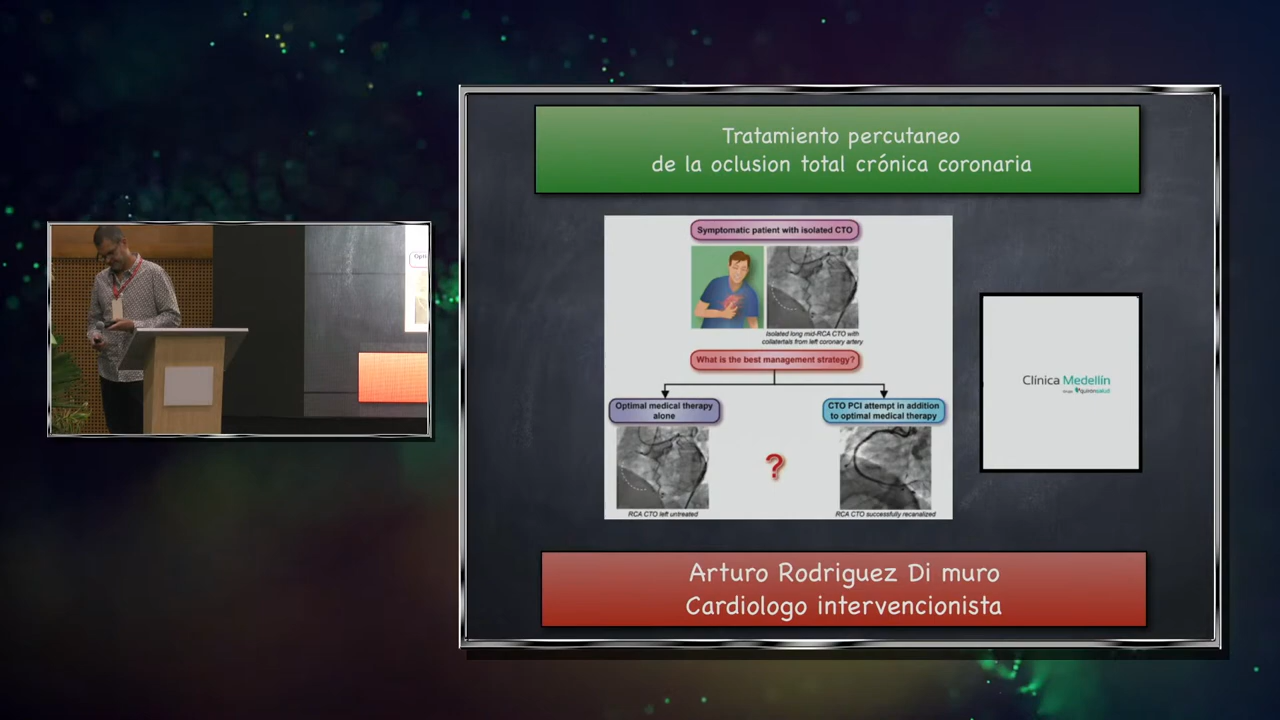 Tratamiento percutaneo
de la oclusion total crónica coronaria
Symptomatic patient with isolated CTO
Isolated long mid-RCA CTO with
collatertals from left coronary artery
What is the best management strategy?
Optimal medical therapy
alone
CTO PCI attempt in addition
to optimal medical therapy
?
RCA CTO left untreated
RCA CTO successfully recanalized
Clínica Medellín
Grupo quirónsalud
Arturo Rodriguez Di muro
Cardiologo intervencionista